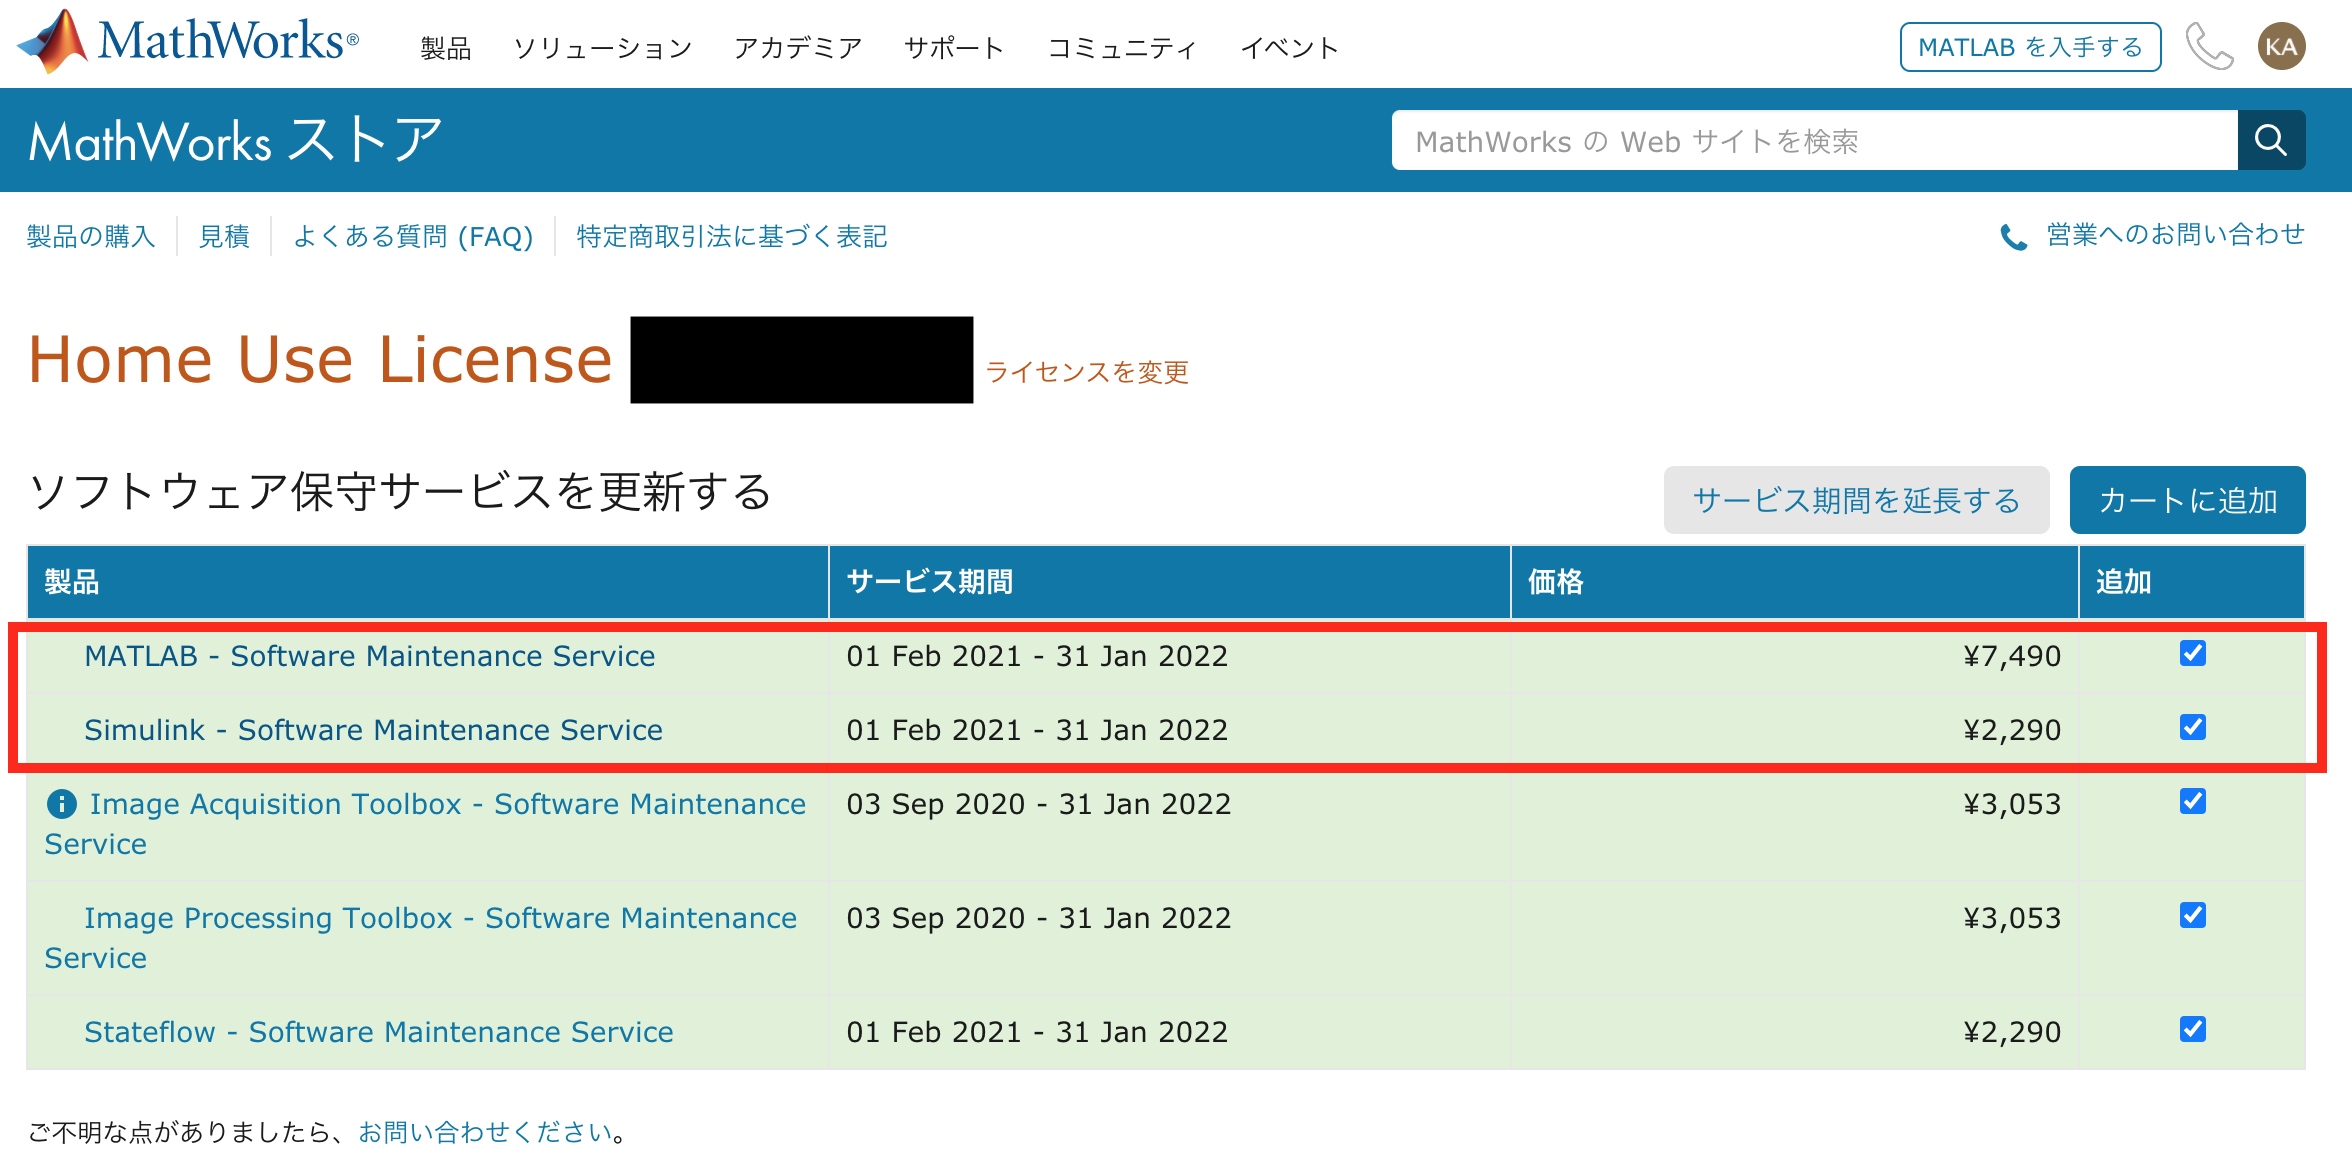 MathWorks®
製品 ソリューション アカデミア サポート コミュニティ イベント
MATLAB を入手する
KA
MathWorks ストア
MathWorks の Web サイトを検索
製品の購入 見積 よくある質問 (FAQ) 特定商取引法に基づく表記
営業へのお問い合わせ
Home Use License ライセンスを変更
ソフトウェア保守サービスを更新する
サービス期間を延長する カートに追加
製品 サービス期間 価格 追加
MATLAB - Software Maintenance Service 01 Feb 2021 - 31 Jan 2022 ¥7,490
Simulink - Software Maintenance Service 01 Feb 2021 - 31 Jan 2022 ¥2,290
Image Acquisition Toolbox - Software Maintenance 03 Sep 2020 - 31 Jan 2022 ¥3,053
Service
Image Processing Toolbox - Software Maintenance 03 Sep 2020 - 31 Jan 2022 ¥3,053
Service
Stateflow - Software Maintenance Service 01 Feb 2021 - 31 Jan 2022 ¥2,290
ご不明な点がありましたら、お問い合わせください。